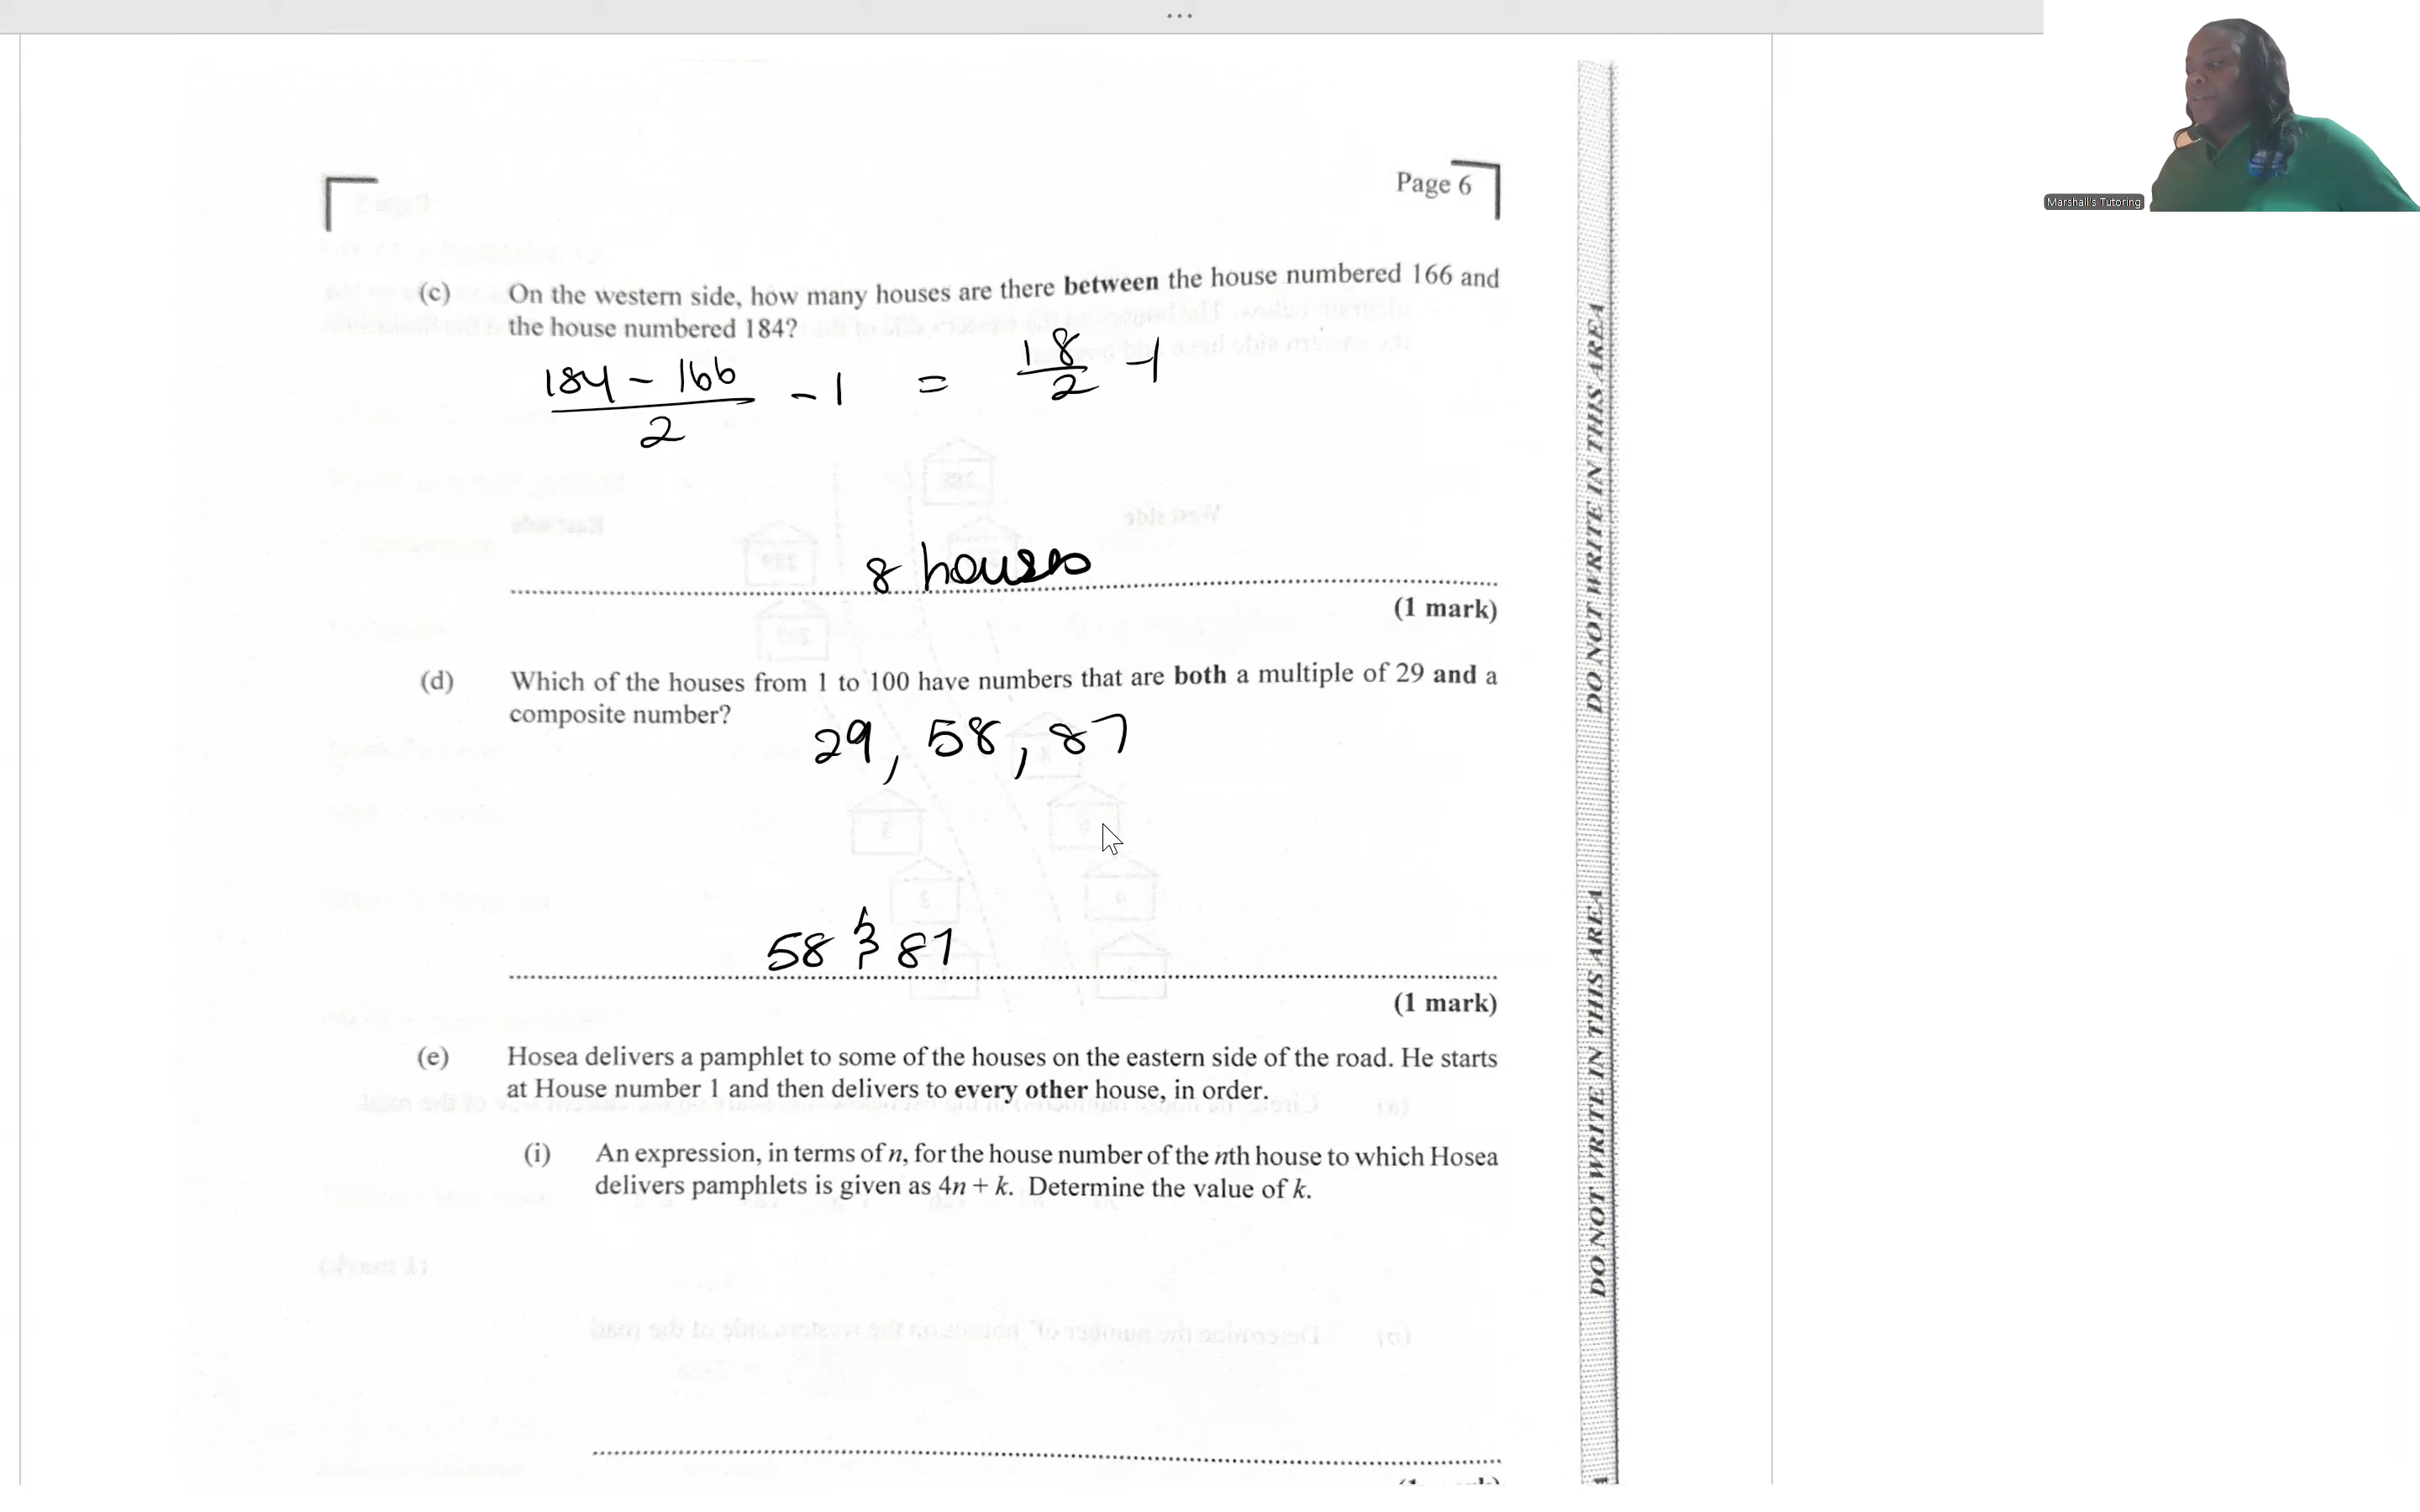 ...
Marshall's Tutoring
Page 6
(c) On the western side, how many houses are there between the house numbered 166 and
the house numbered 184?
184 - 166 / 2 - 1 = 18 / 2 - 1
8 houses
(1 mark)
(d) Which of the houses from 1 to 100 have numbers that are both a multiple of 29 and a
composite number?
29, 58, 87
58 & 87
(1 mark)
(e) Hosea delivers a pamphlet to some of the houses on the eastern side of the road. He starts
at House number 1 and then delivers to every other house, in order.
(i) An expression, in terms of n, for the house number of the nth house to which Hosea
delivers pamphlets is given as 4n + k. Determine the value of k.
DO NOT WRITE IN THIS AREA
DO NOT WRITE IN THIS AREA